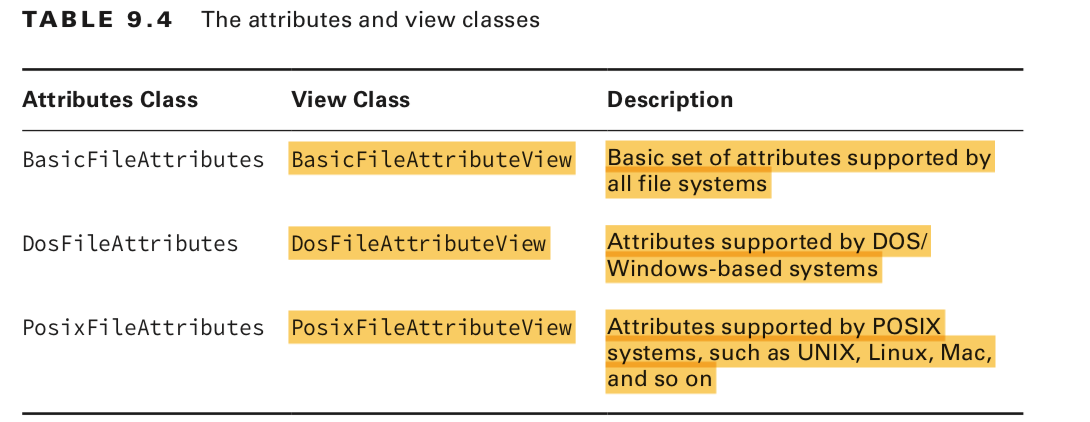 TABLE 9.4 The attributes and view classes
Attributes Class View Class Description
BasicFileAttributes BasicFileAttributeView Basic set of attributes supported by
all file systems
DosFileAttributes DosFileAttributeView Attributes supported by DOS/
Windows-based systems
PosixFileAttributes PosixFileAttributeView Attributes supported by POSIX
systems, such as UNIX, Linux, Mac,
and so on